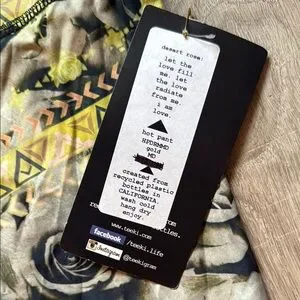 desert rose:
let the
love fill
me. let
the love
radiate
from me.
i am
love.
hot pant
HPDRMMD
gold
MD
created from
recycled plastic
bottles in
CALIFORNIA.
wash cold
hang dry
enjoy.
www.teeki.com
facebook /teeki.life
Instagram @teekigram